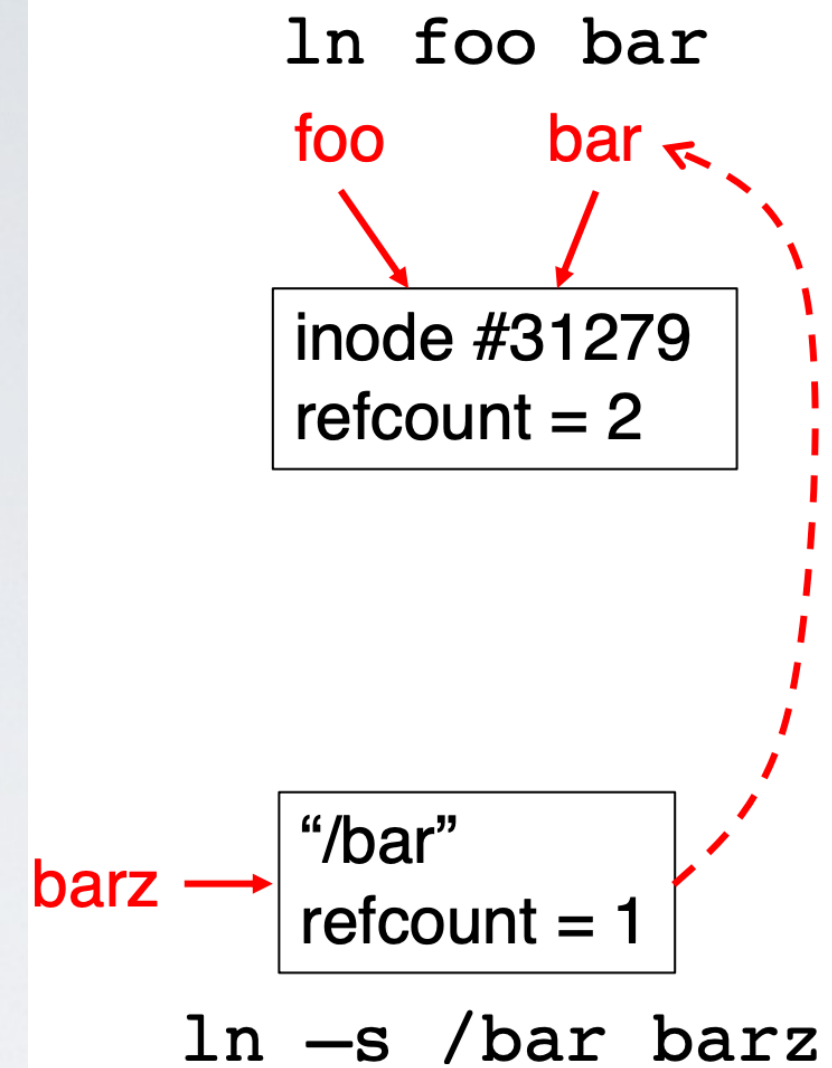 ln foo bar
foo bar
inode #31279
refcount = 2
“/bar”
barz
refcount = 1
ln –s /bar barz